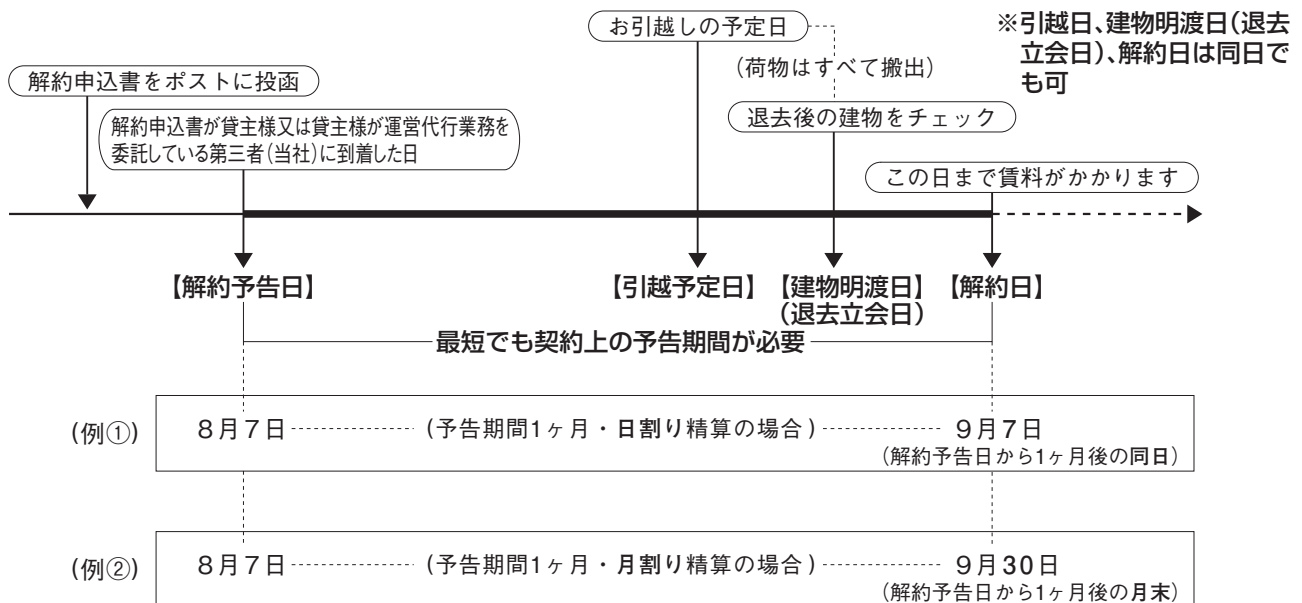 お引越しの予定日
※引越日、建物明渡日(退去
立会日)、解約日は同日で
も可
(荷物はすべて搬出)
解約申込書をポストに投函
解約申込書が貸主様又は貸主様が運営代行業務を
委託している第三者(当社)に到着した日
退去後の建物をチェック
この日まで賃料がかかります
【解約予告日】
【引越予定日】
【建物明渡日】
(退去立会日)
【解約日】
最短でも契約上の予告期間が必要
(例①) 8月7日 (予告期間1ヶ月・日割り精算の場合) 9月7日
(解約予告日から1ヶ月後の同日)
(例②) 8月7日 (予告期間1ヶ月・月割り精算の場合) 9月30日
(解約予告日から1ヶ月後の月末)